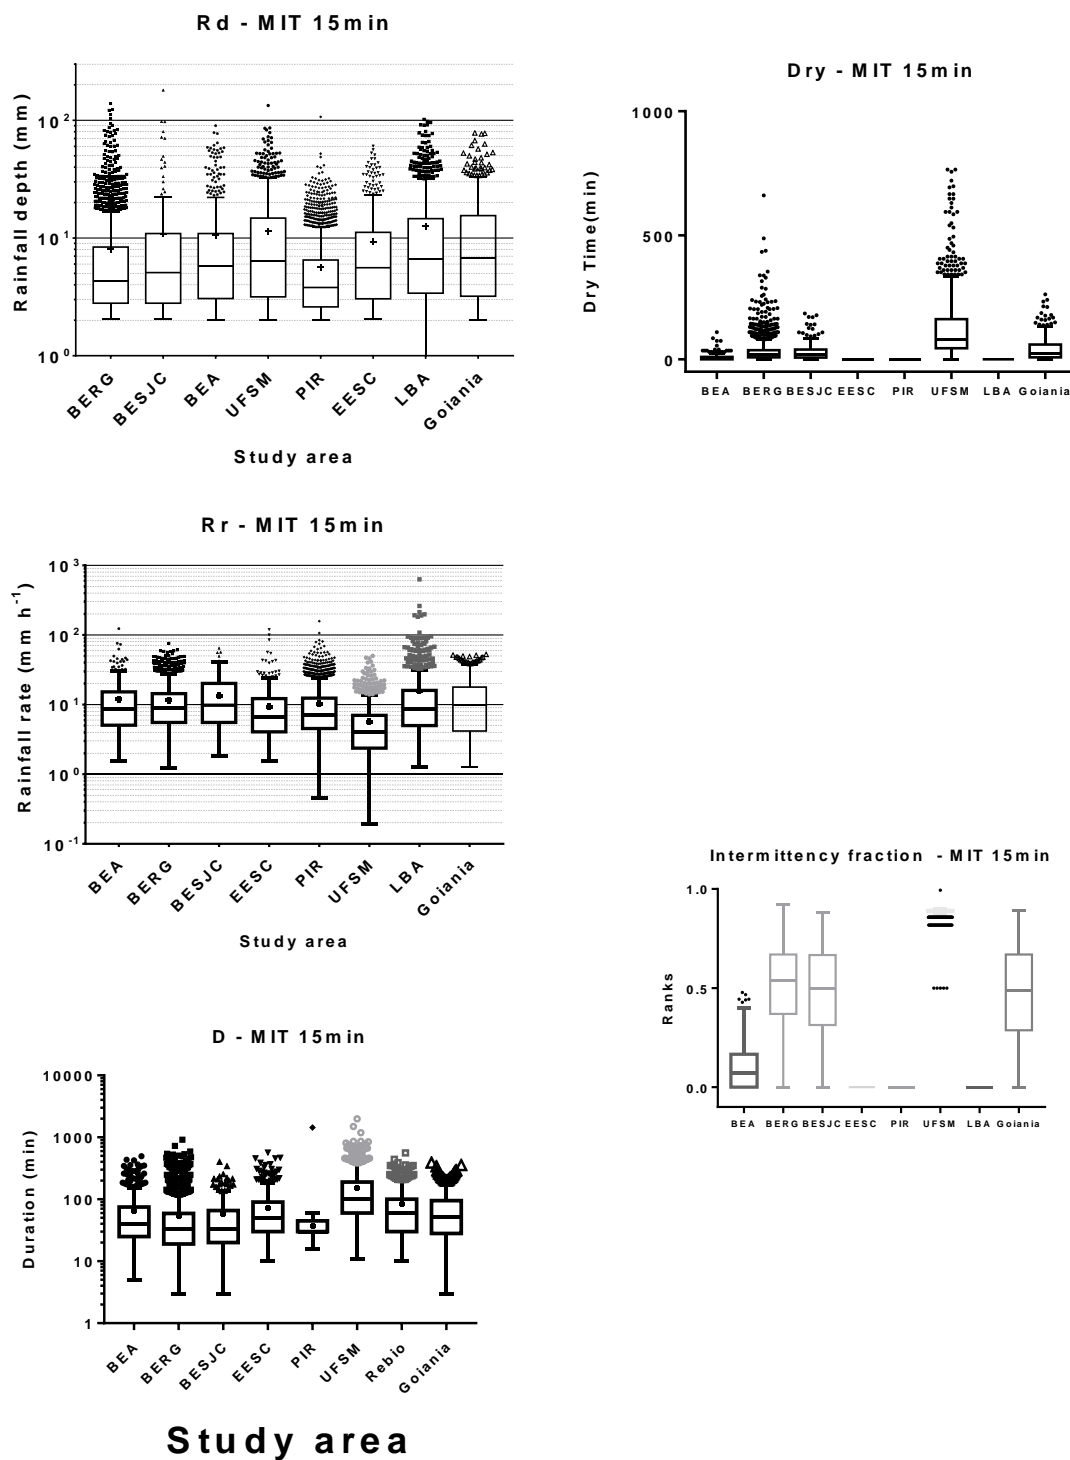 Rd - MIT 15min
Rainfall depth (mm)
10²
10¹
10⁰
BERG BESJC BEA UFSM PIR EESC LBA Goiania
Study area
Dry - MIT 15min
Dry Time(min)
1000
500
0
BEA BERG BESJC EESC PIR UFSM LBA Goiania
Rr - MIT 15min
Rainfall rate (mm h⁻¹)
10³
10²
10¹
10⁰
10⁻¹
BEA BERG BESJC EESC PIR UFSM LBA Goiania
Study area
Intermittency fraction - MIT 15min
Ranks
1.0
0.5
0.0
BEA BERG BESJC EESC PIR UFSM LBA Goiania
D - MIT 15min
Duration (min)
10000
1000
100
10
1
BEA BERG BESJC EESC PIR UFSM Rebio Goiania
Study area